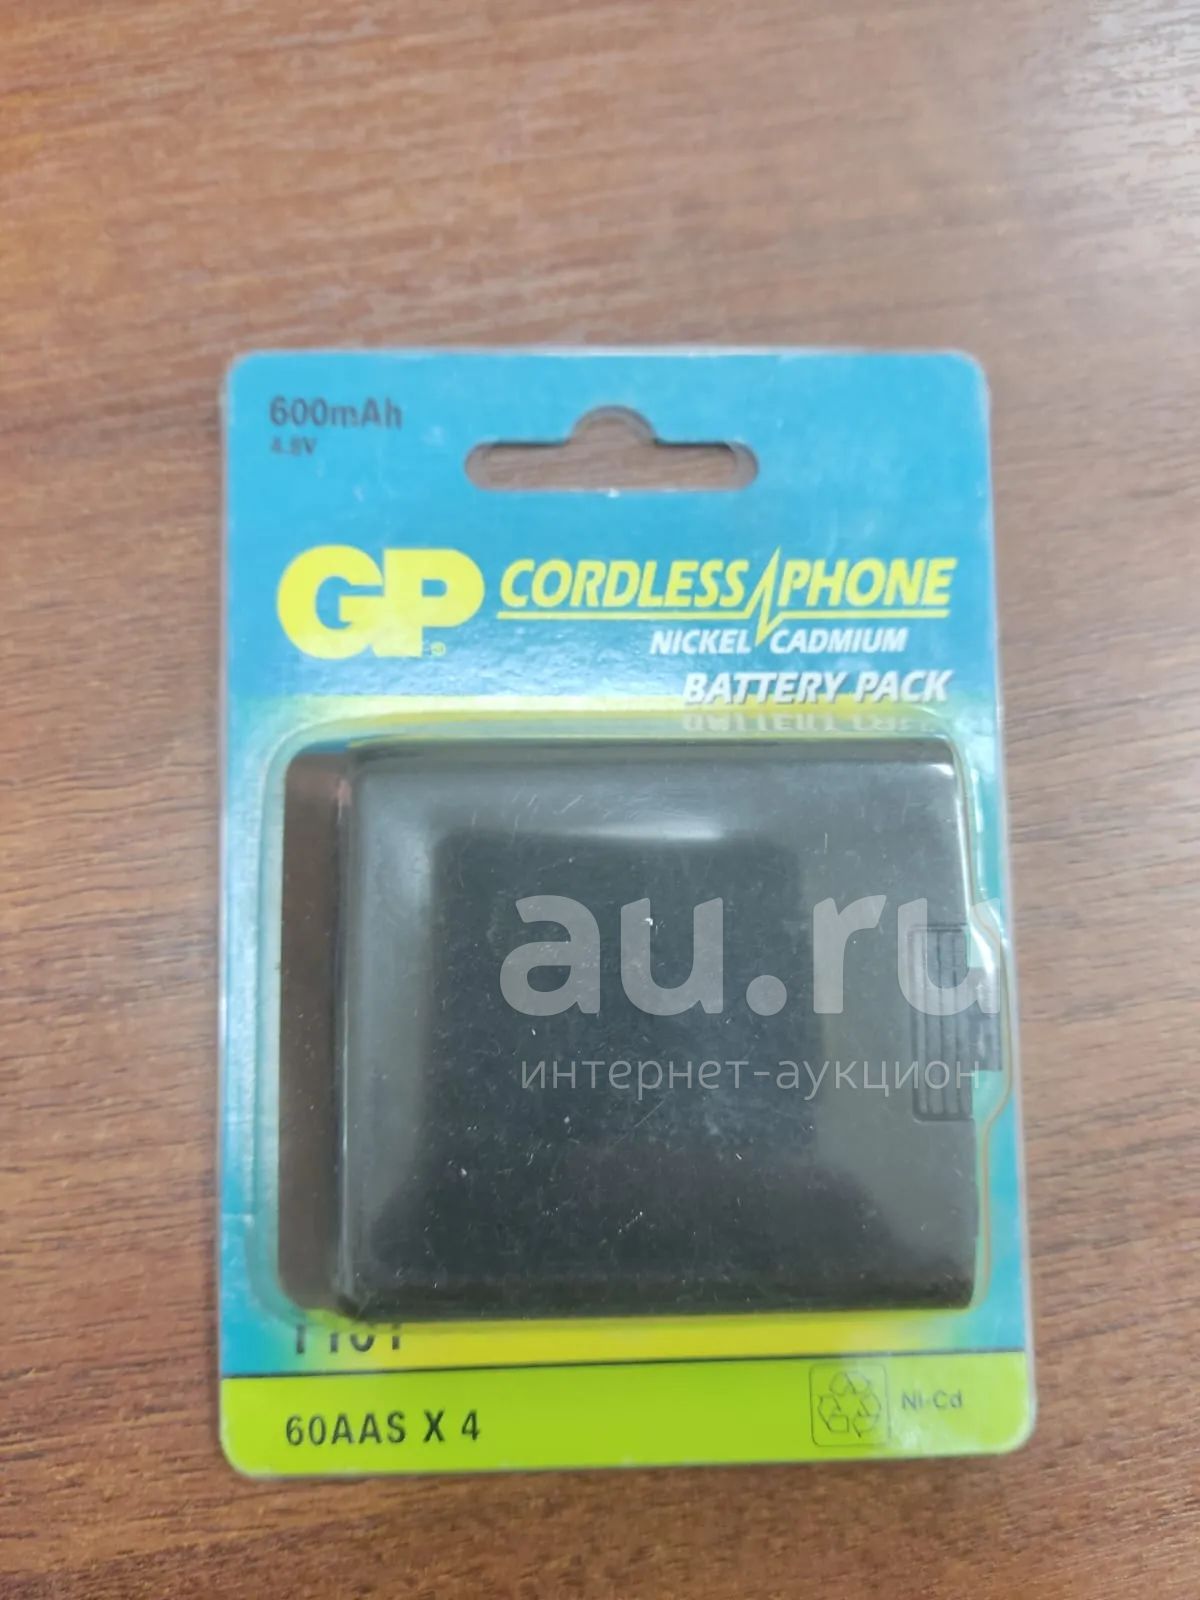 600mAh
4.8V
GP
CORDLESS PHONE
NICKEL CADMIUM
BATTERY PACK
au.ru
интернет-аукцион
60AAS X 4
Ni-Cd